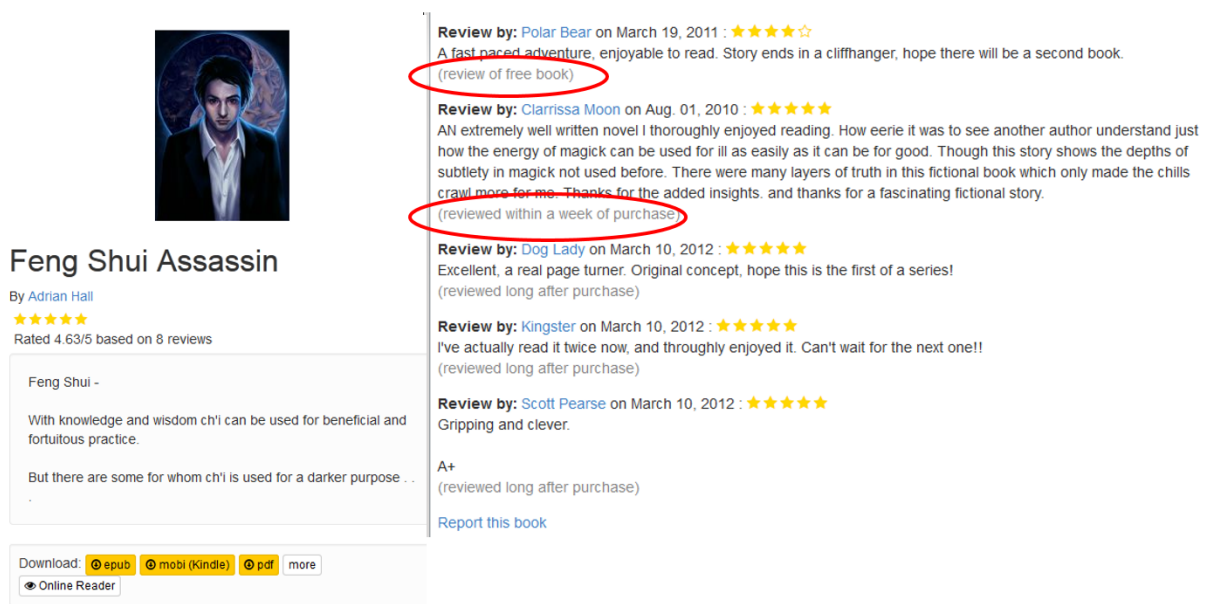 Feng Shui Assassin
By Adrian Hall
Rated 4.63/5 based on 8 reviews
Feng Shui -
With knowledge and wisdom ch'i can be used for beneficial and
fortuitous practice.
But there are some for whom ch'i is used for a darker purpose . .
.
Download: epub mobi (Kindle) pdf more
Online Reader
Review by: Polar Bear on March 19, 2011 : ★★★★☆
A fast paced adventure, enjoyable to read. Story ends in a cliffhanger, hope there will be a second book.
(review of free book)
Review by: Clarrissa Moon on Aug. 01, 2010 : ★★★★★
AN extremely well written novel I thoroughly enjoyed reading. How eerie it was to see another author understand just
how the energy of magick can be used for ill as easily as it can be for good. Though this story shows the depths of
subtlety in magick not used before. There were many layers of truth in this fictional book which only made the chills
crawl more for me. Thanks for the added insights. and thanks for a fascinating fictional story.
(reviewed within a week of purchase)
Review by: Dog Lady on March 10, 2012 : ★★★★★
Excellent, a real page turner. Original concept, hope this is the first of a series!
(reviewed long after purchase)
Review by: Kingster on March 10, 2012 : ★★★★★
I've actually read it twice now, and throughly enjoyed it. Can't wait for the next one!!
(reviewed long after purchase)
Review by: Scott Pearse on March 10, 2012 : ★★★★★
Gripping and clever.
A+
(reviewed long after purchase)
Report this book